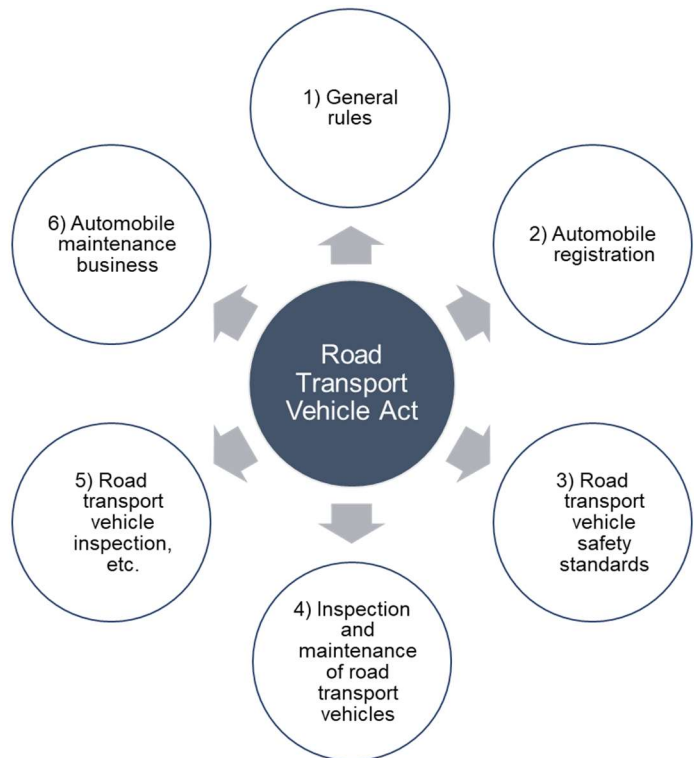 1) General
rules
2) Automobile
registration
3) Road
transport
vehicle
safety
standards
4) Inspection
and
maintenance
of road
transport
vehicles
5) Road
transport
vehicle
inspection,
etc.
6) Automobile
maintenance
business
Road
Transport
Vehicle Act